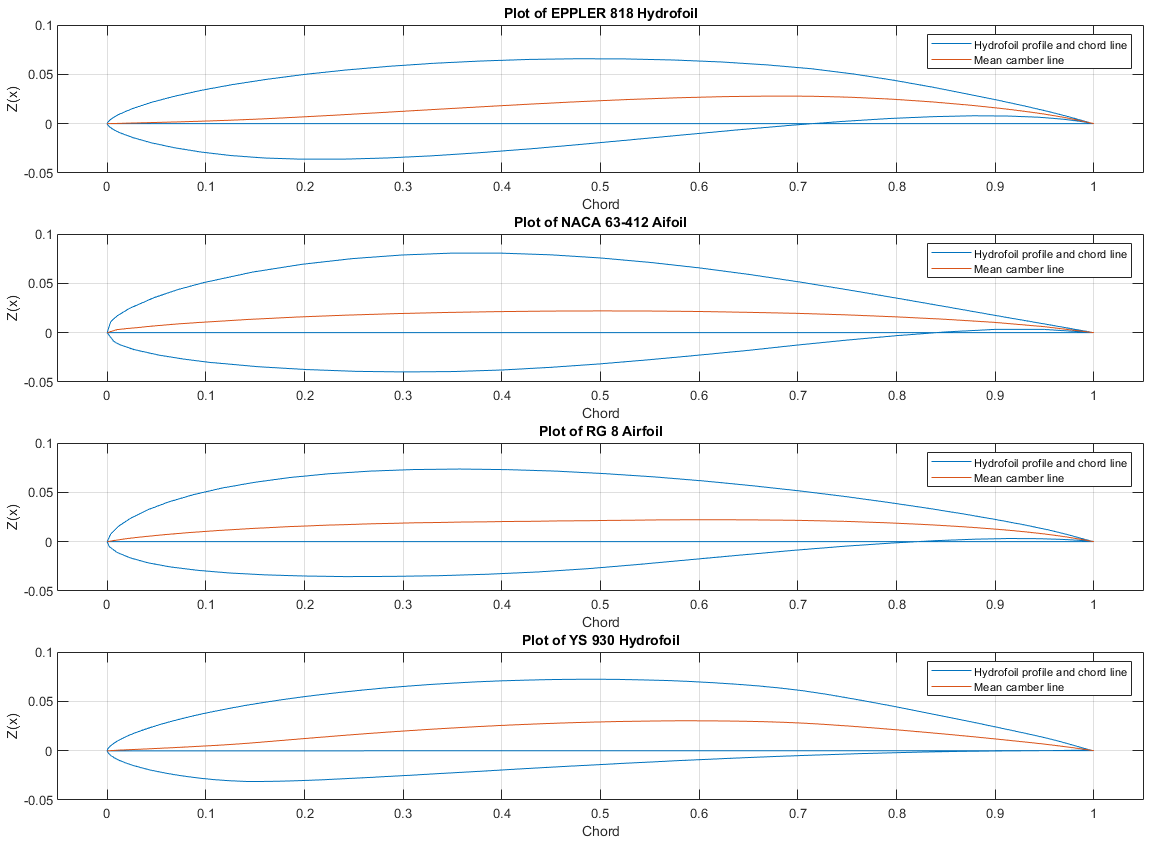 Plot of EPPLER 818 Hydrofoil
0.1
0.05
0
-0.05
Z(x)
Hydrofoil profile and chord line
Mean camber line
0 0.1 0.2 0.3 0.4 0.5 0.6 0.7 0.8 0.9 1
Chord
Plot of NACA 63-412 Aifoil
0.1
0.05
0
-0.05
Z(x)
Hydrofoil profile and chord line
Mean camber line
0 0.1 0.2 0.3 0.4 0.5 0.6 0.7 0.8 0.9 1
Chord
Plot of RG 8 Airfoil
0.1
0.05
0
-0.05
Z(x)
Hydrofoil profile and chord line
Mean camber line
0 0.1 0.2 0.3 0.4 0.5 0.6 0.7 0.8 0.9 1
Chord
Plot of YS 930 Hydrofoil
0.1
0.05
0
-0.05
Z(x)
Hydrofoil profile and chord line
Mean camber line
0 0.1 0.2 0.3 0.4 0.5 0.6 0.7 0.8 0.9 1
Chord